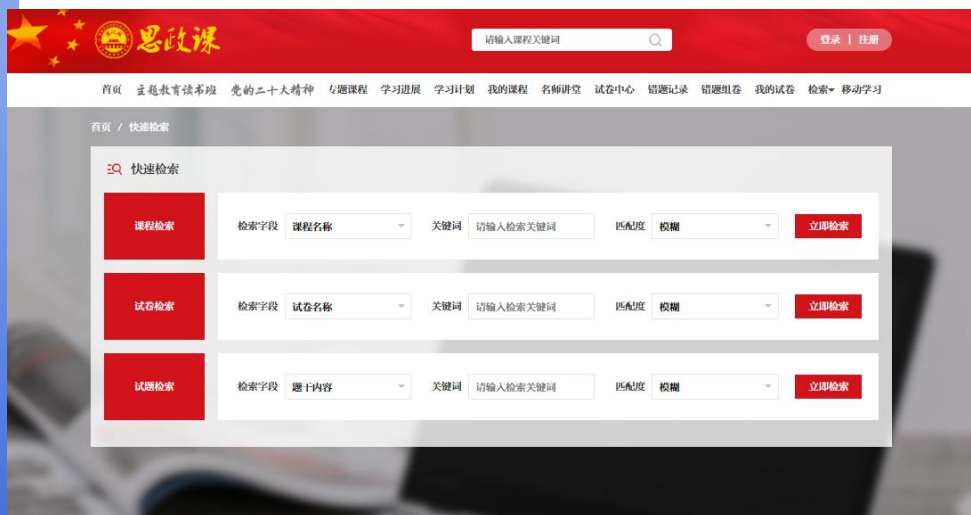 思政课
请输入课程关键词
登录 | 注册
首页 主题教育读书班 党的二十大精神 专题课程 学习进展 学习计划 我的课程 名师讲堂 试卷中心 错题记录 错题组卷 我的试卷 检索 移动学习
首页 / 快速检索
快速检索
课程检索 检索字段 课程名称 关键词 请输入检索关键词 匹配度 模糊 立即检索
试卷检索 检索字段 试卷名称 关键词 请输入检索关键词 匹配度 模糊 立即检索
试题检索 检索字段 题干内容 关键词 请输入检索关键词 匹配度 模糊 立即检索